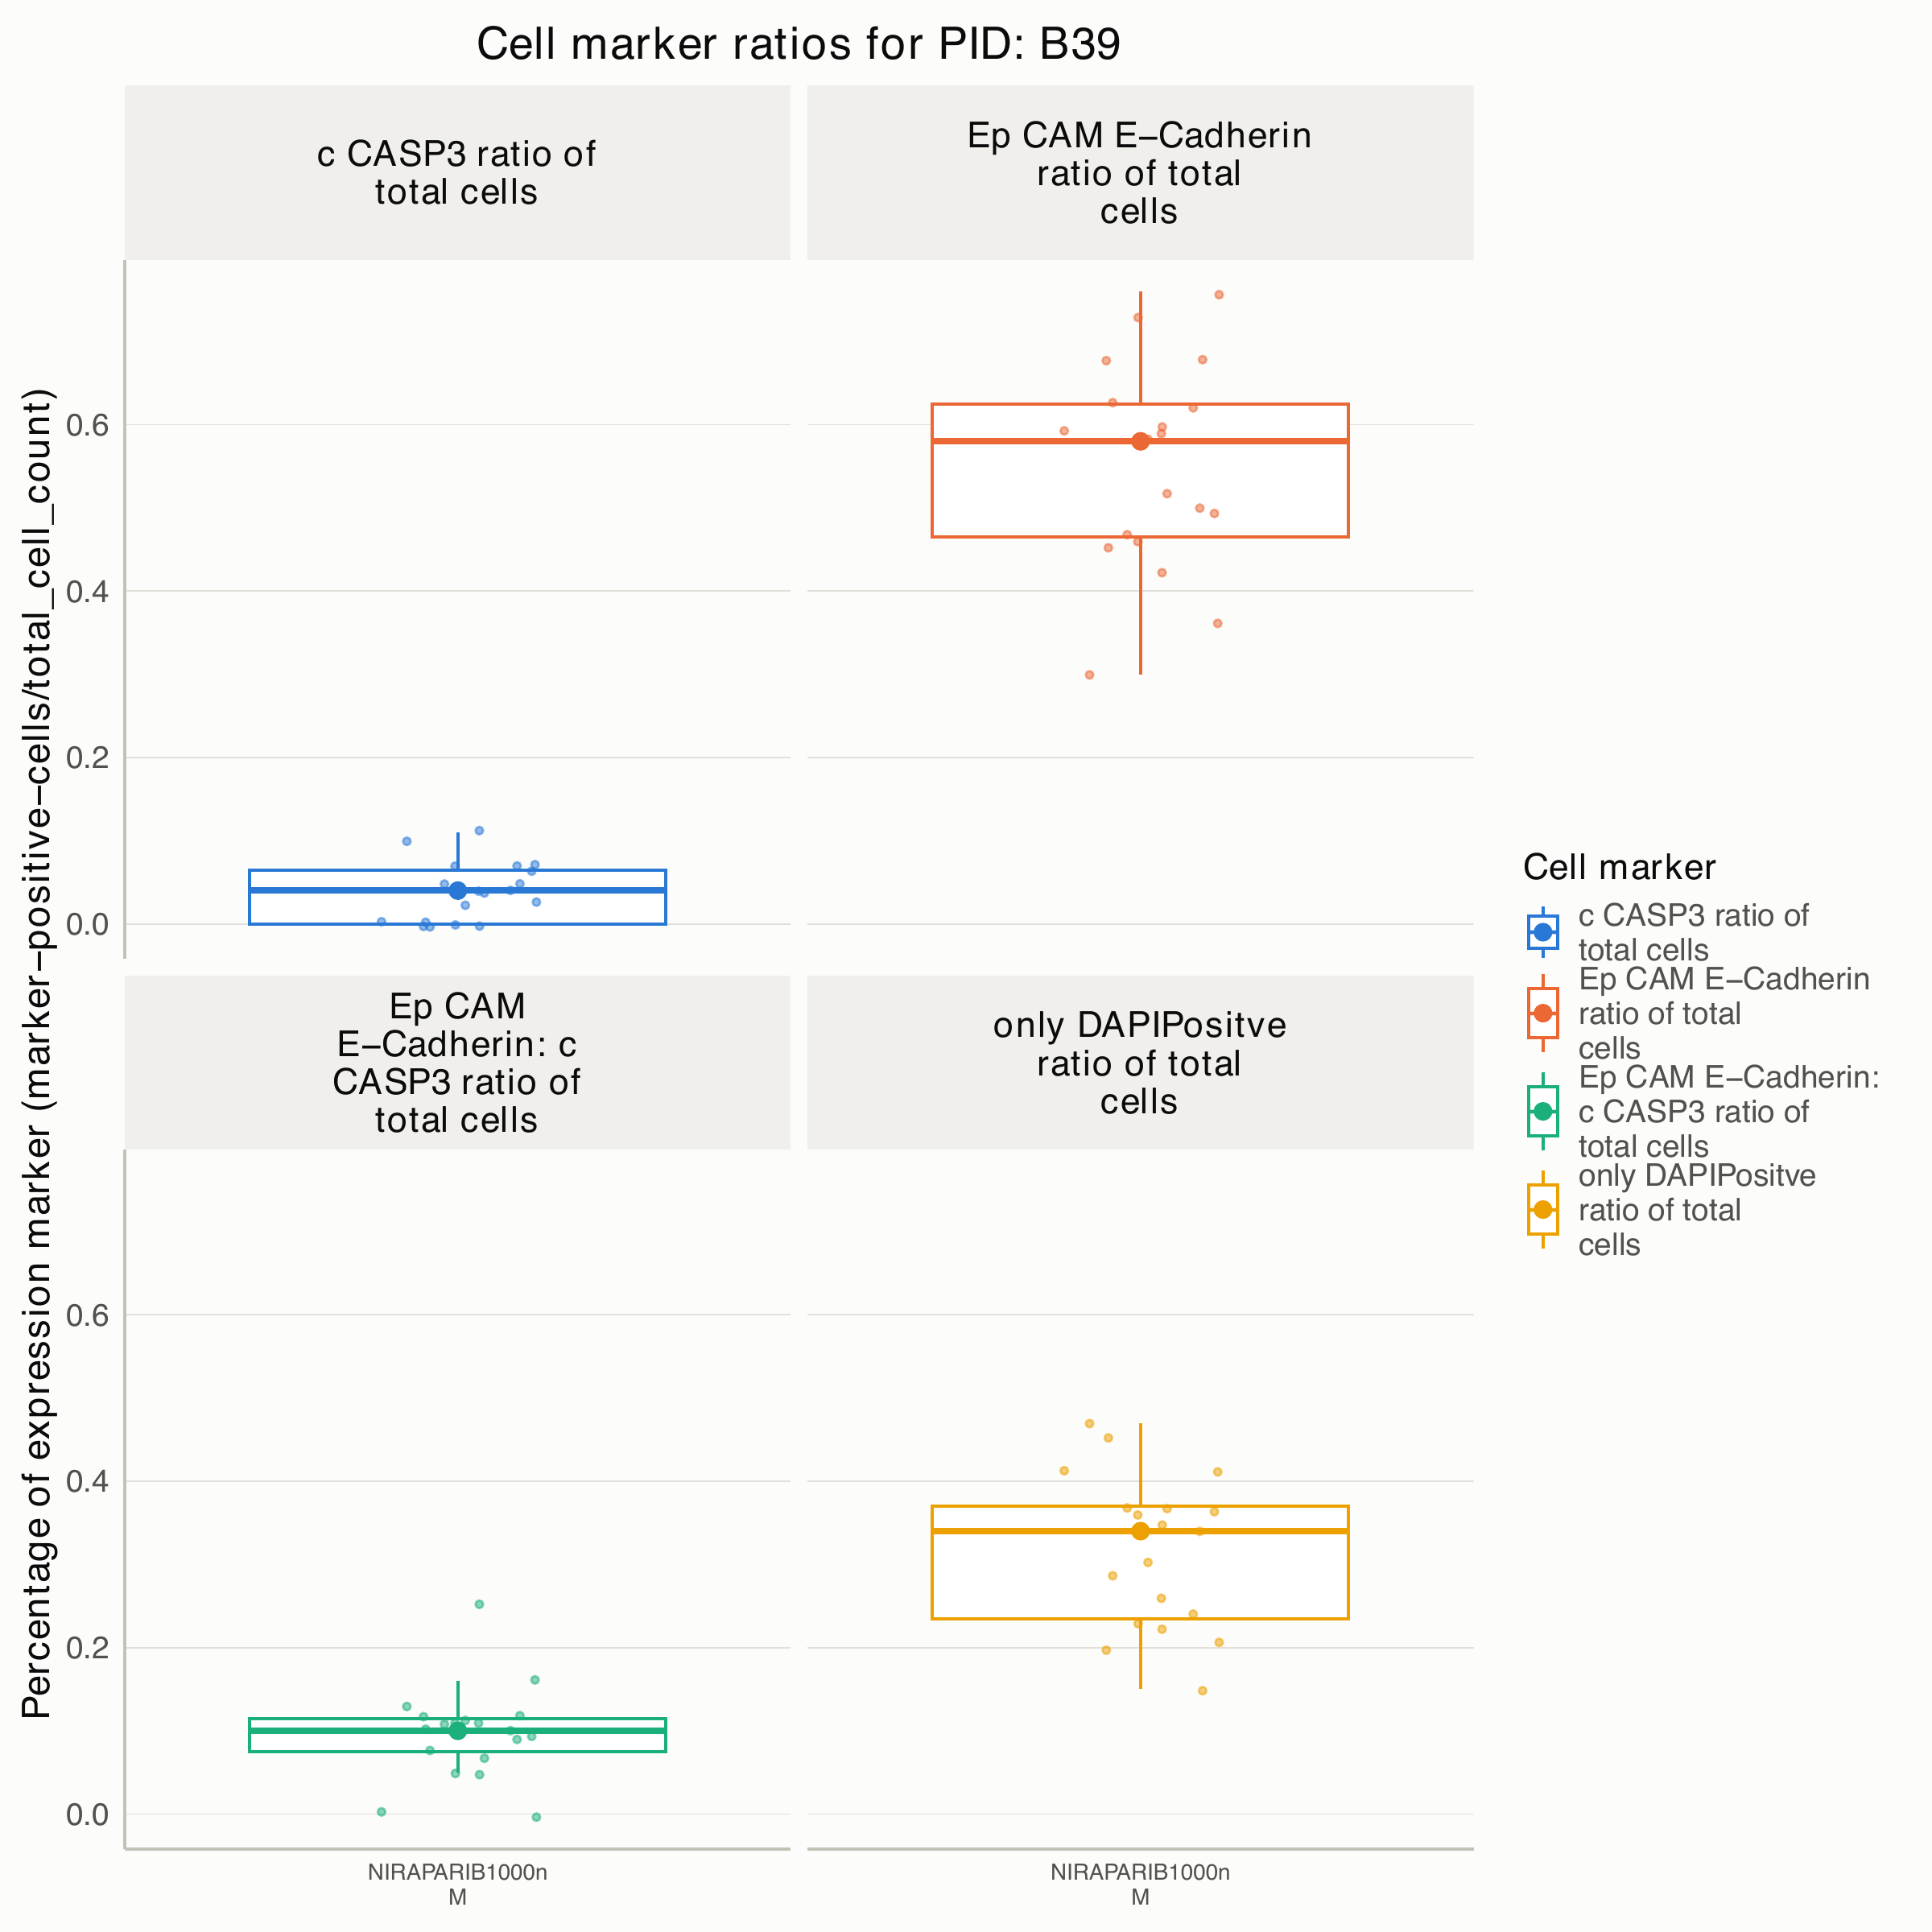 Cell marker ratios for PID: B39
c CASP3 ratio of
total cells
Ep CAM E−Cadherin
ratio of total
cells
Percentage of expression marker (marker−positive−cells/total_cell_count)
0.6
0.4
0.2
0.0
Ep CAM
E−Cadherin: c
CASP3 ratio of
total cells
only DAPIPositve
ratio of total
cells
0.6
0.4
0.2
0.0
NIRAPARIB1000n
M
NIRAPARIB1000n
M
Cell marker
c CASP3 ratio of
total cells
Ep CAM E−Cadherin
ratio of total
cells
Ep CAM E−Cadherin:
c CASP3 ratio of
total cells
only DAPIPositve
ratio of total
cells